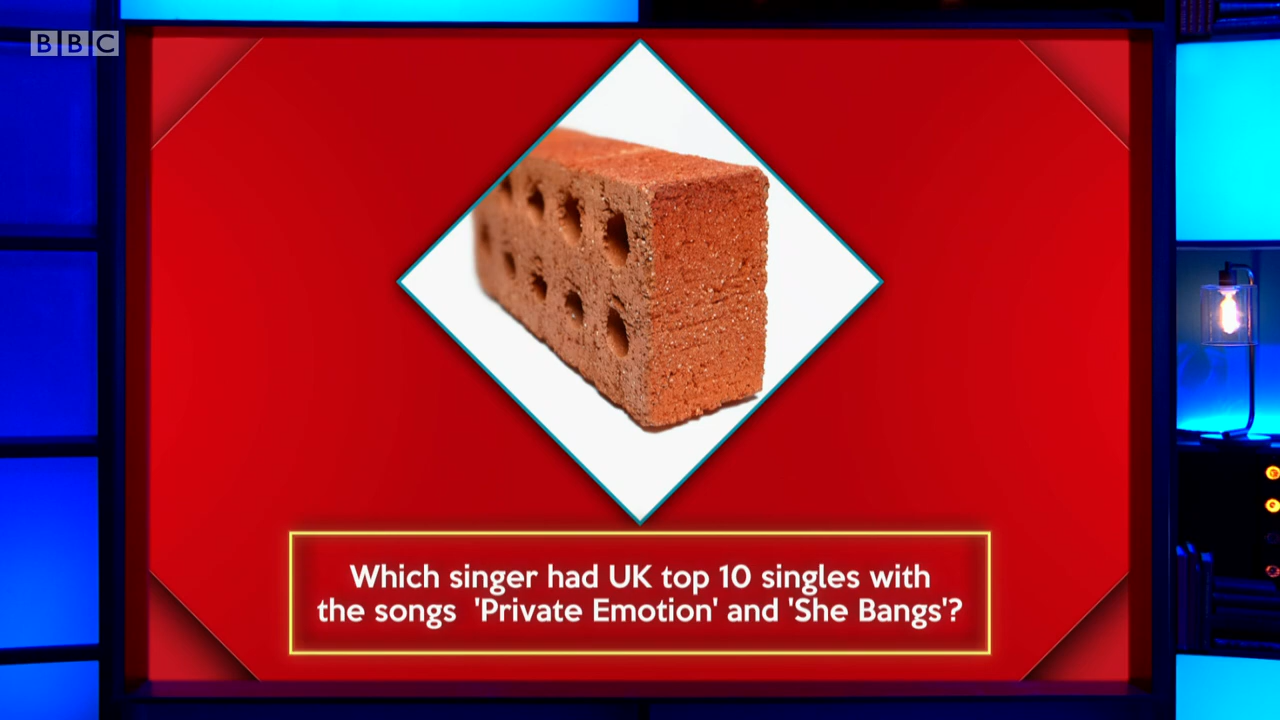 BBC
Which singer had UK top 10 singles with
the songs 'Private Emotion' and 'She Bangs'?